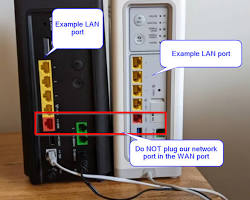 Example LAN
port
Example LAN port
Do NOT plug our network
port in the WAN port